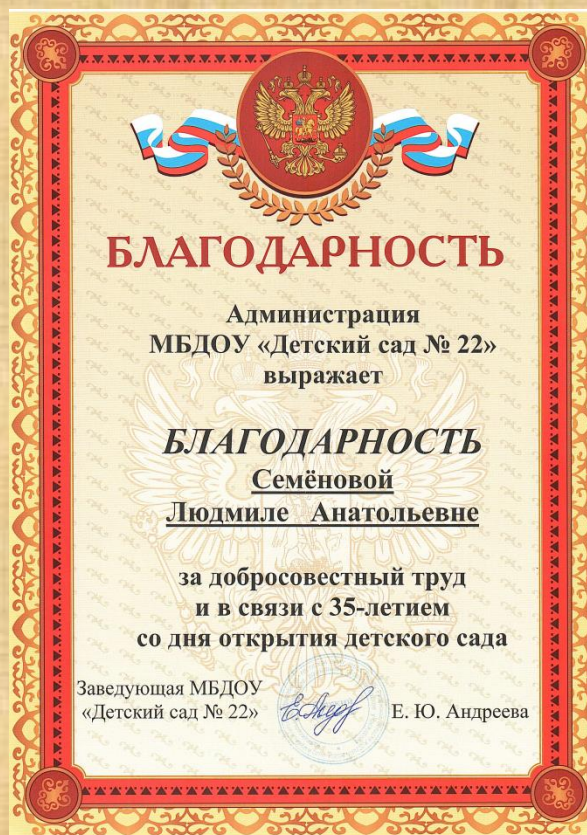 БЛАГОДАРНОСТЬ
Администрация
МБДОУ «Детский сад № 22»
выражает
БЛАГОДАРНОСТЬ
Семёновой
Людмиле Анатольевне
за добросовестный труд
и в связи с 35-летием
со дня открытия детского сада
Заведующая МБДОУ
«Детский сад № 22»
Е. Ю. Андреева